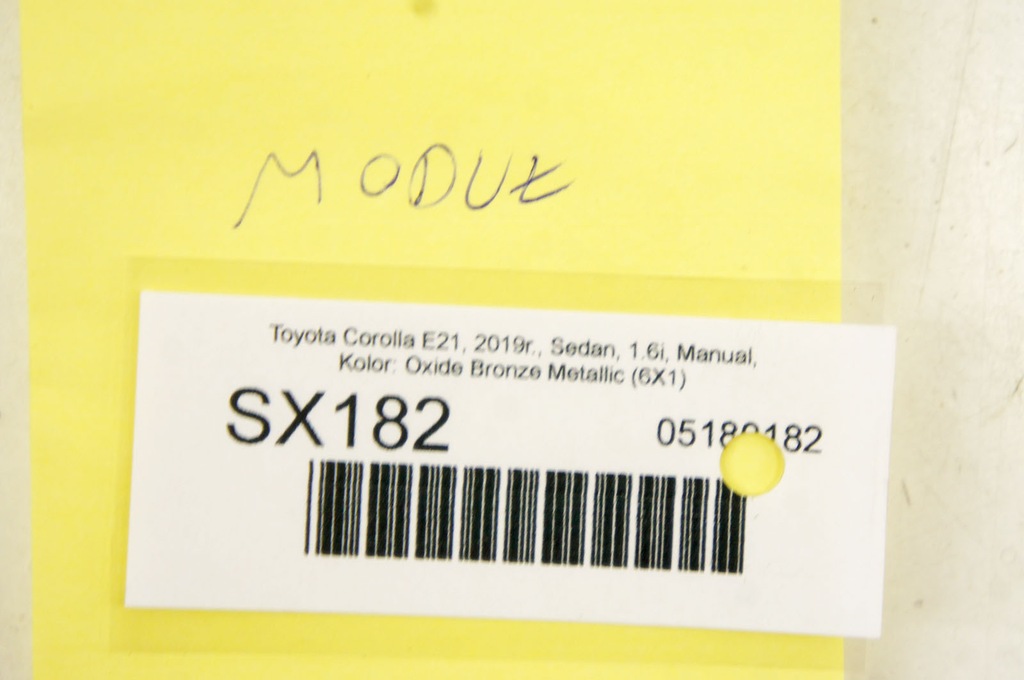 MODUŁ
Toyota Corolla E21, 2019r., Sedan, 1.6i, Manual,
Kolor: Oxide Bronze Metallic (6X1)
SX182